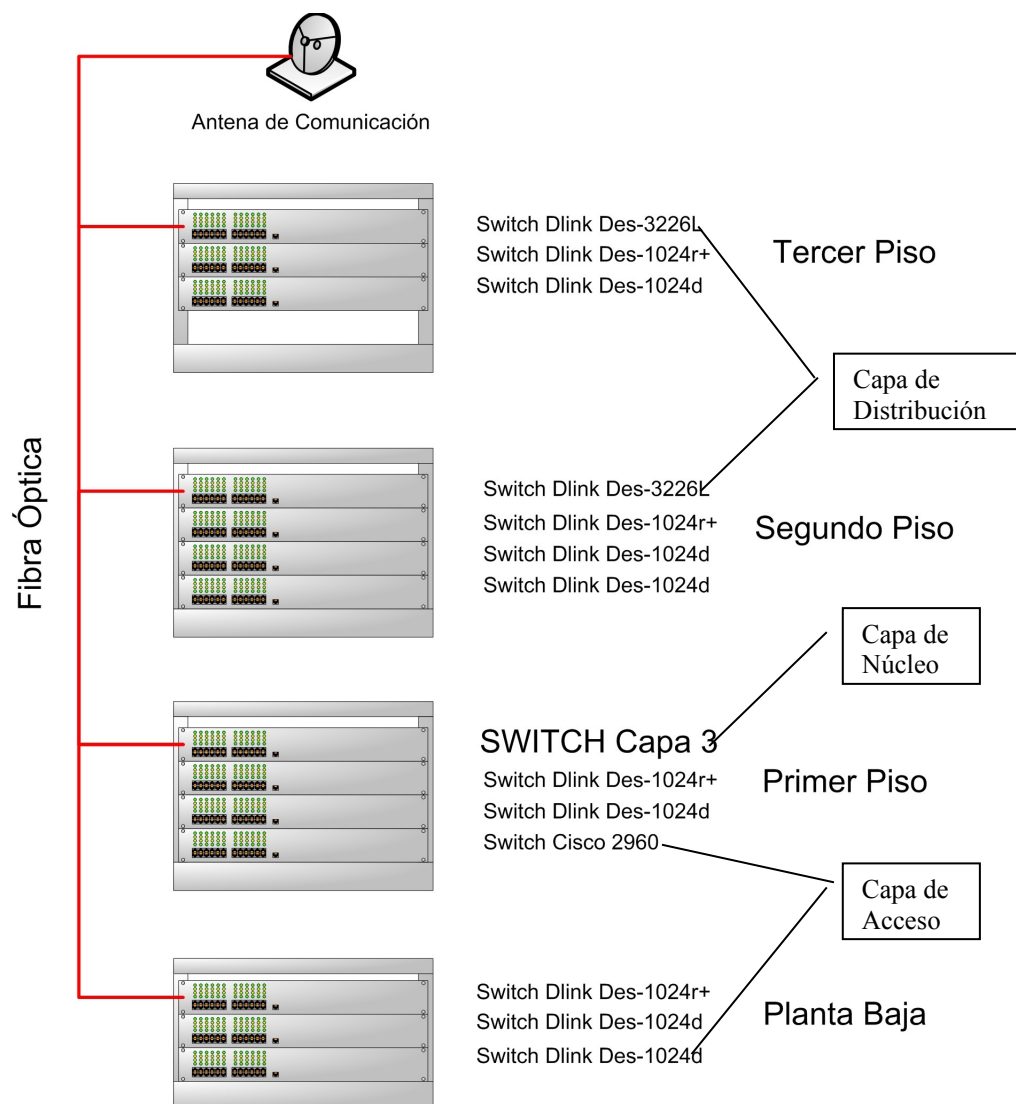 Antena de Comunicación
Fibra Óptica
Switch Dlink Des-3226L
Switch Dlink Des-1024r+
Switch Dlink Des-1024d
Tercer Piso
Capa de
Distribución
Switch Dlink Des-3226L
Switch Dlink Des-1024r+
Switch Dlink Des-1024d
Switch Dlink Des-1024d
Segundo Piso
Capa de
Núcleo
SWITCH Capa 3
Switch Dlink Des-1024r+
Switch Dlink Des-1024d
Switch Cisco 2960
Primer Piso
Capa de
Acceso
Switch Dlink Des-1024r+
Switch Dlink Des-1024d
Switch Dlink Des-1024d
Planta Baja